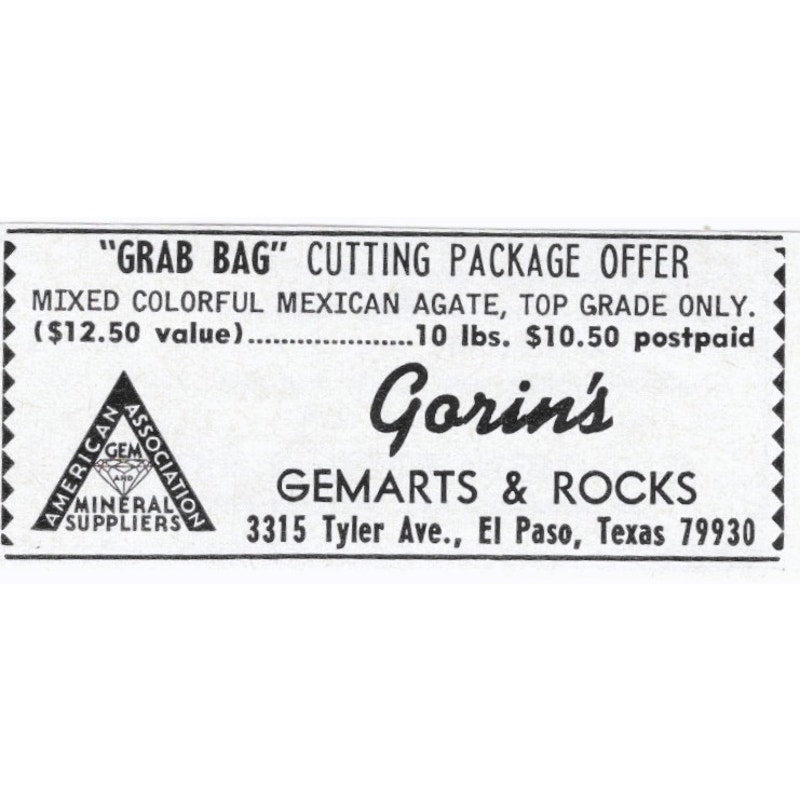 "GRAB BAG" CUTTING PACKAGE OFFER
MIXED COLORFUL MEXICAN AGATE, TOP GRADE ONLY.
($12.50 value)....................10 lbs. $10.50 postpaid
AMERICAN ASSOCIATION
GEM
AND
MINERAL
SUPPLIERS
Gorin's
GEMARTS & ROCKS
3315 Tyler Ave., El Paso, Texas 79930